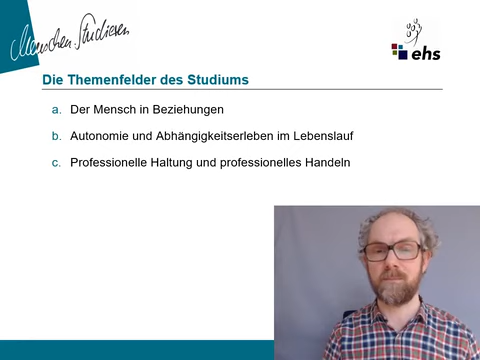 Menschen. Studieren
ehs
Die Themenfelder des Studiums
a. Der Mensch in Beziehungen
b. Autonomie und Abhängigkeitserleben im Lebenslauf
c. Professionelle Haltung und professionelles Handeln